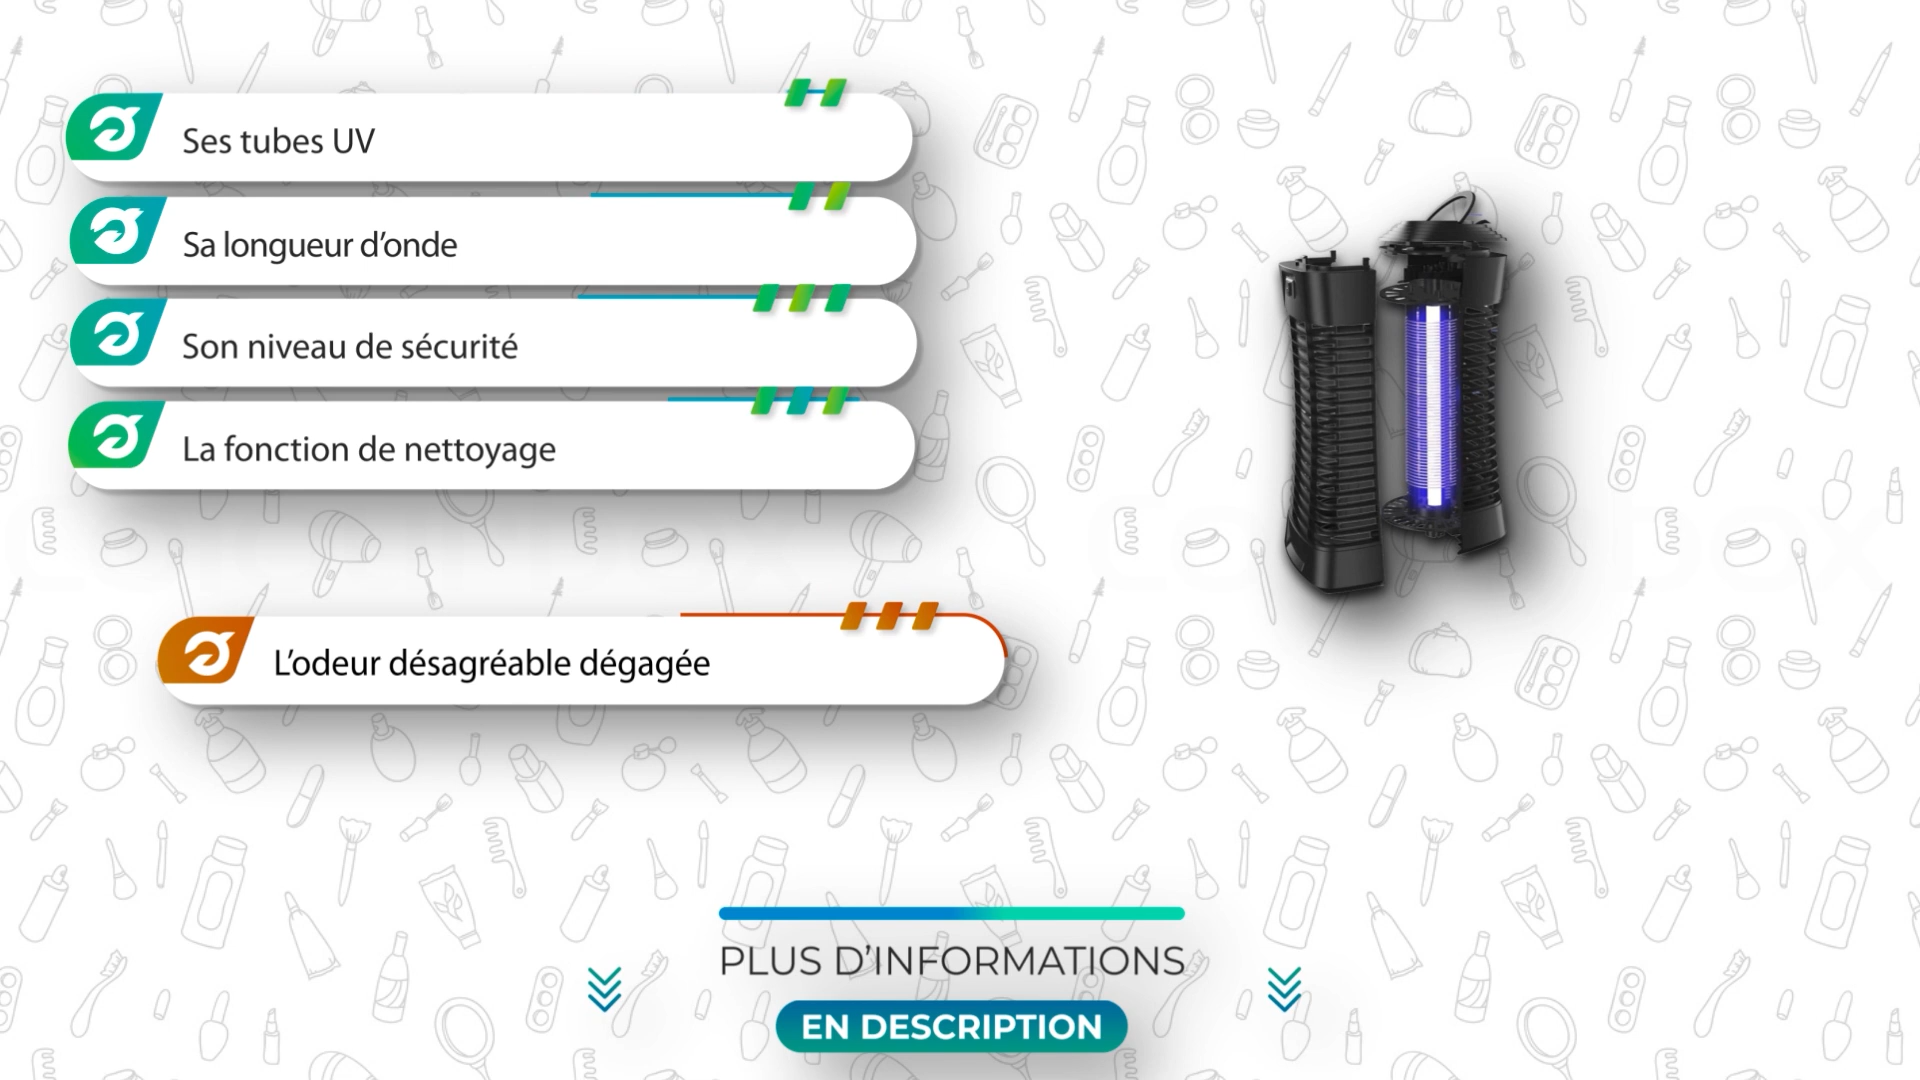 Ses tubes UV
Sa longueur d’onde
Son niveau de sécurité
La fonction de nettoyage
L’odeur désagréable dégagée
PLUS D’INFORMATIONS
EN DESCRIPTION